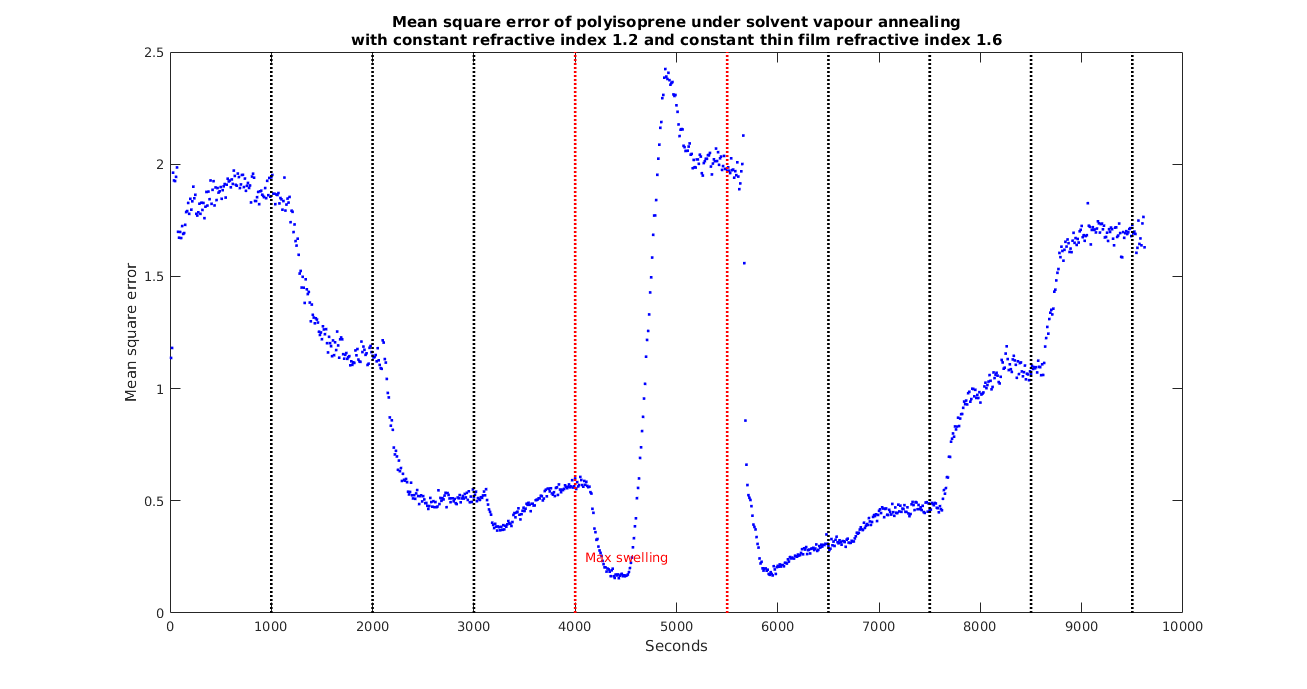 Mean square error of polyisoprene under solvent vapour annealing
with constant refractive index 1.2 and constant thin film refractive index 1.6
2.5
2
1.5
1
0.5
0
Mean square error
Max swelling
0 1000 2000 3000 4000 5000 6000 7000 8000 9000 10000
Seconds